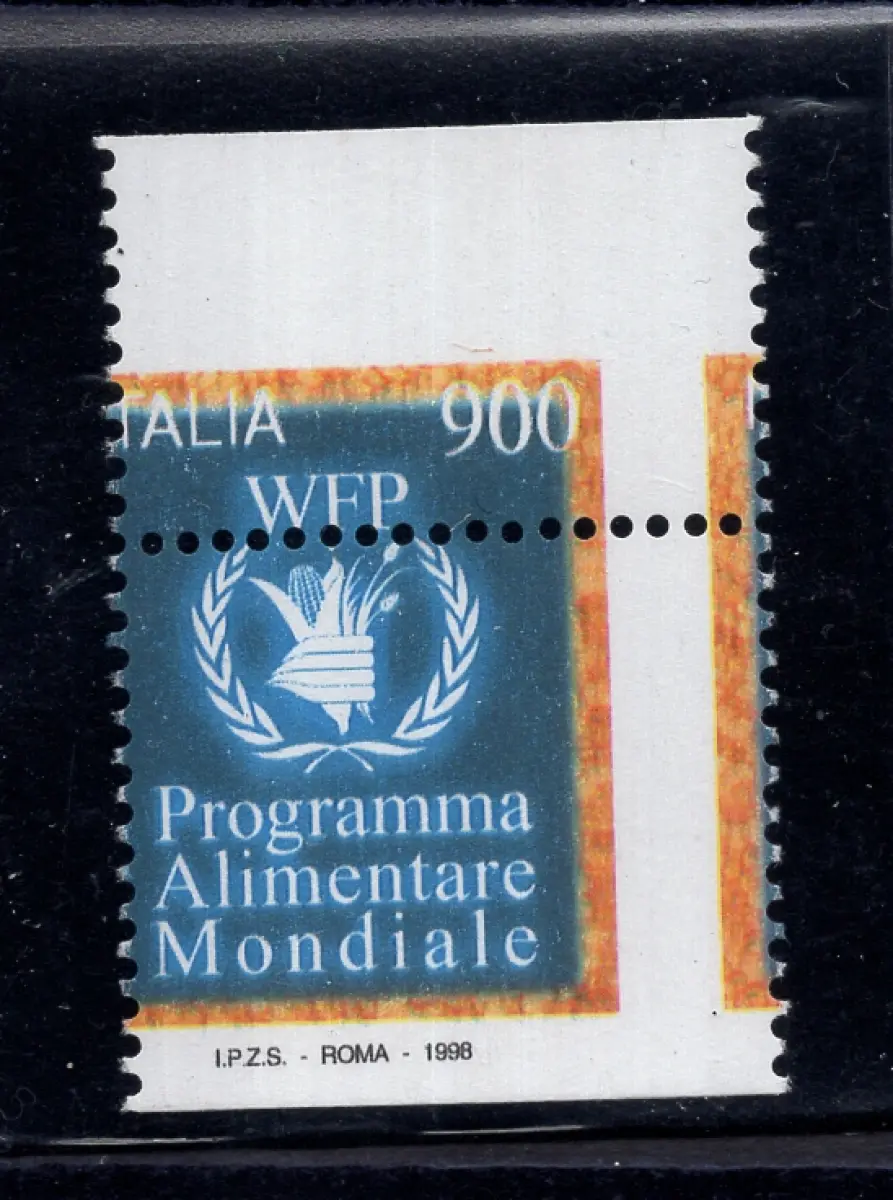 TALIA 900
WFP
Programma
Alimentare
Mondiale
I.P.Z.S. - ROMA - 1998